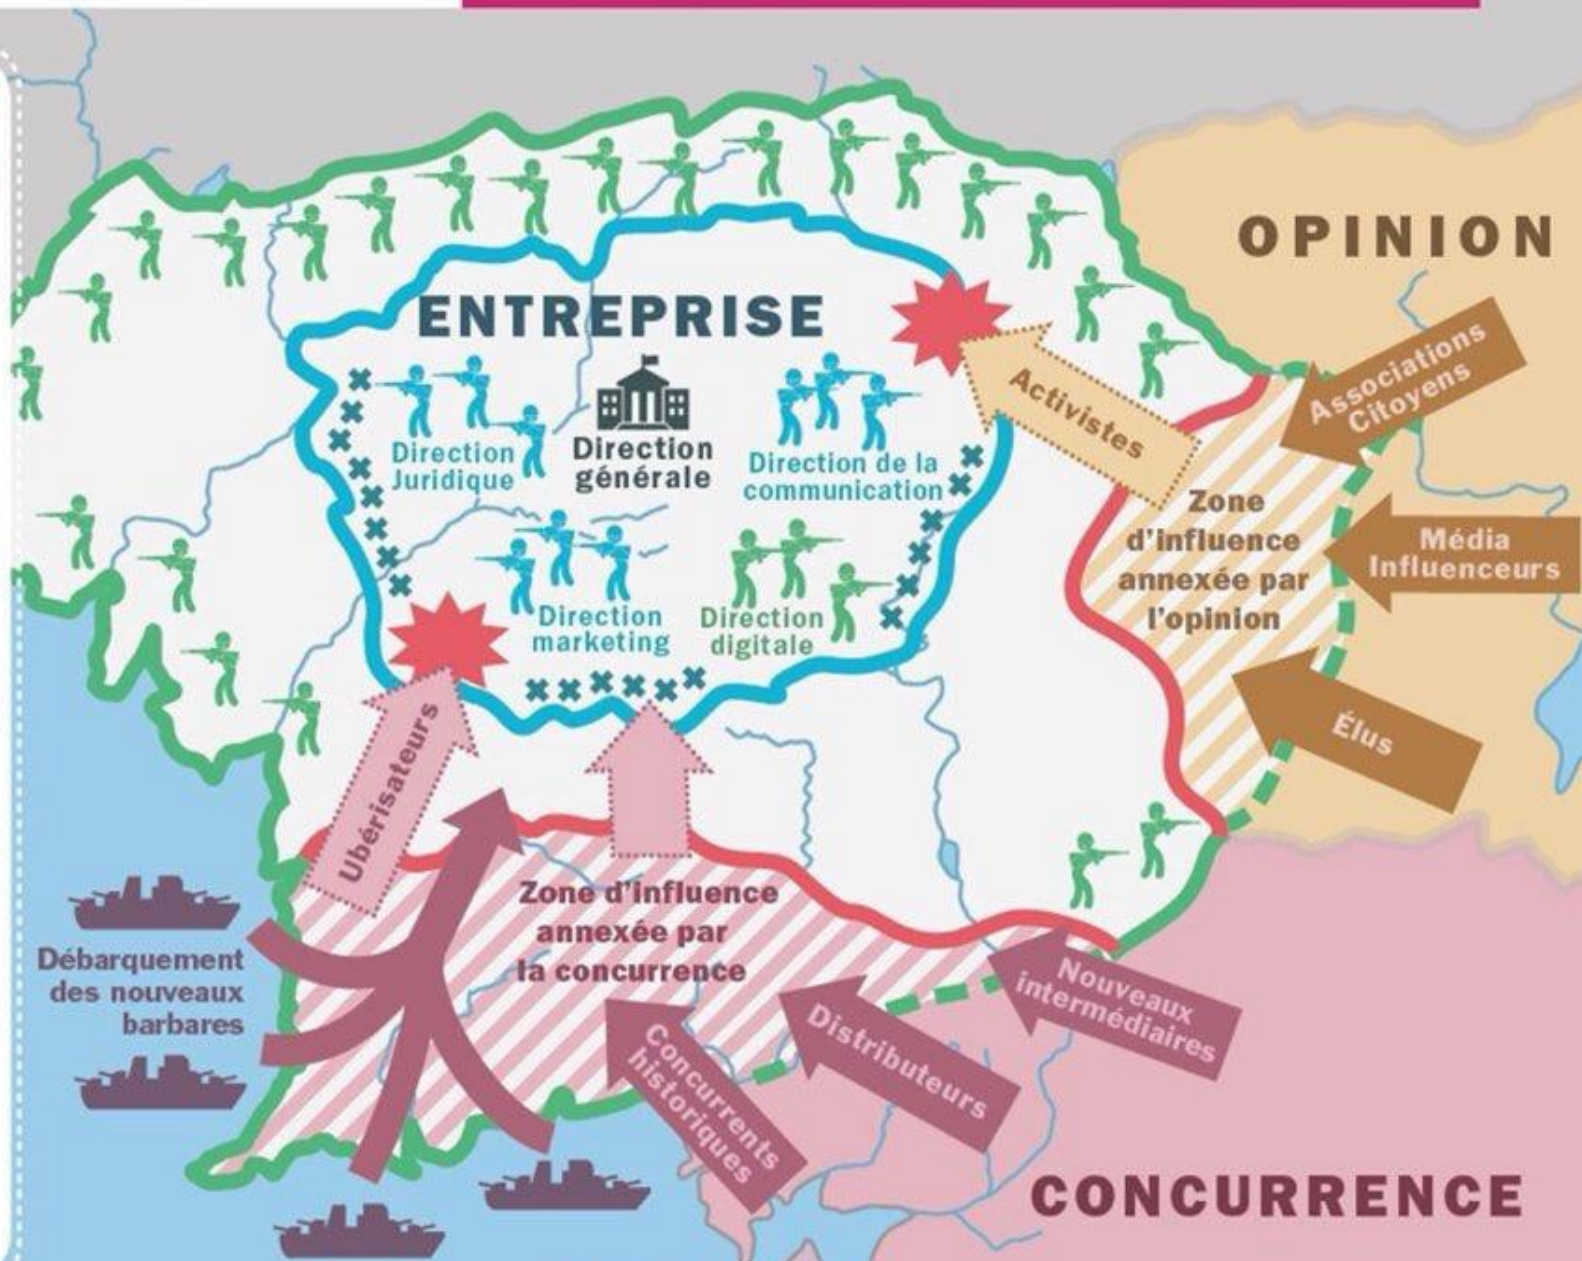 OPINION
ENTREPRISE
Direction
Juridique
Direction
générale
Direction de la
communication
Direction
marketing
Direction
digitale
Activistes
Associations
Citoyens
Zone
d'influence
annexée par
l'opinion
Média
Influenceurs
Élus
Ubérisateurs
Zone d'influence
annexée par
la concurrence
Débarquement
des nouveaux
barbares
Nouveaux
intermédiaires
Distributeurs
Concurrents
historiques
CONCURRENCE